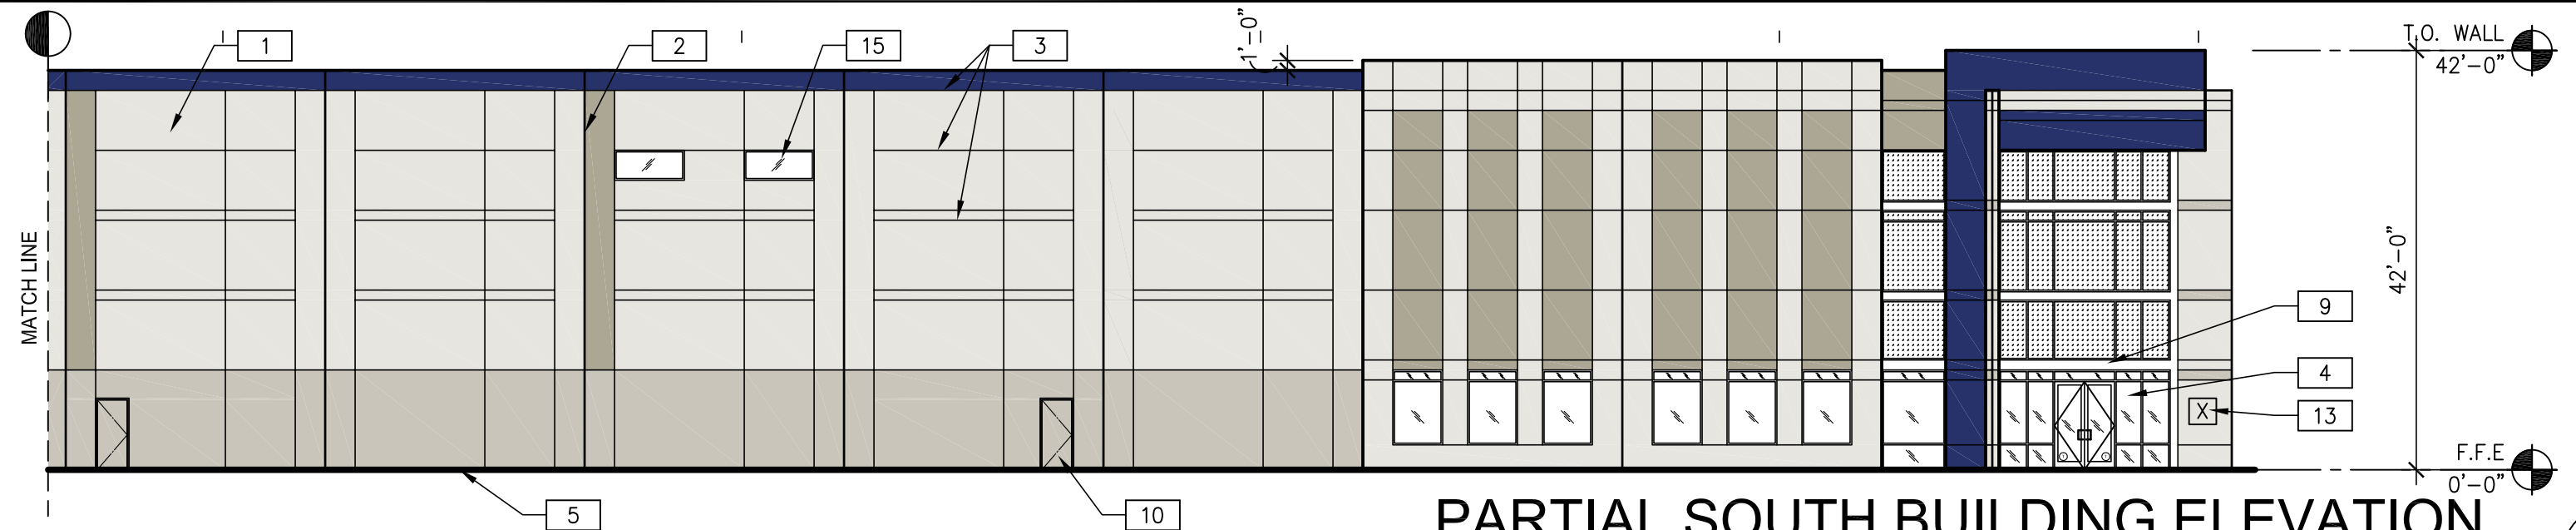 1
2
15
3
1'-0"
T.O. WALL
42'-0"
MATCH LINE
42'-0"
9
4
X
13
F.F.E
0'-0"
5
10
PARTIAL SOUTH BUILDING ELEVATION